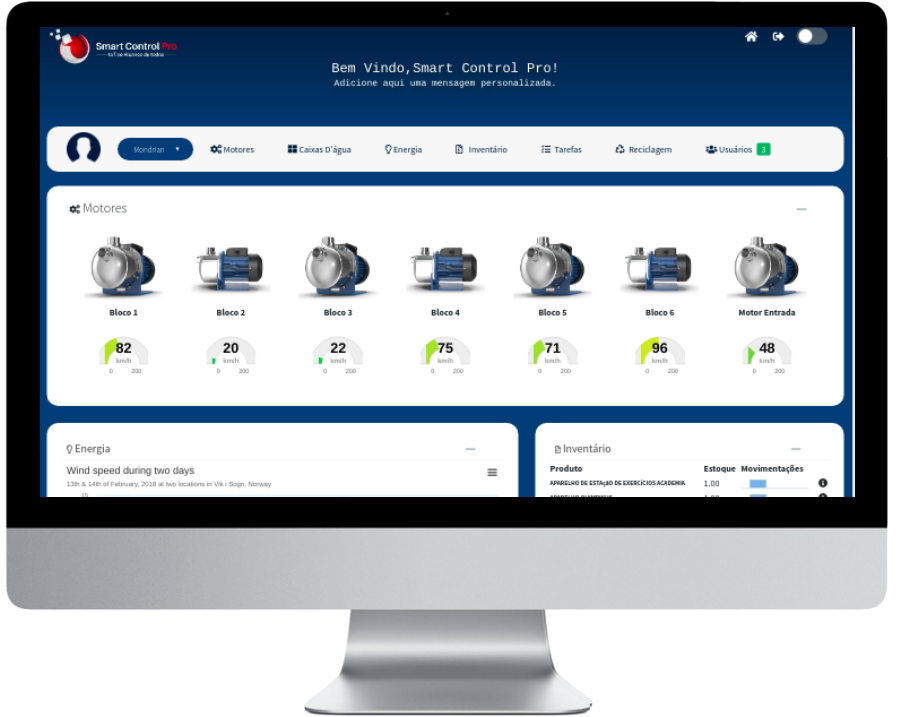 Smart Control Pro
IoT ao Alcance de todos
Bem Vindo,Smart Control Pro!
Adicione aqui uma mensagem personalizada.
Mondrian
Motores
Caixas D'água
Energia
Inventário
Tarefas
Reciclagem
Usuários 3
Motores
Bloco 1
Bloco 2
Bloco 3
Bloco 4
Bloco 5
Bloco 6
Motor Entrada
82
km/h
0 200
20
km/h
0 200
22
km/h
0 200
75
km/h
0 200
71
km/h
0 200
96
km/h
0 200
48
km/h
0 200
Energia
Wind speed during two days
13th & 14th of February, 2018 at two locations in Vik i Sogn, Norway
15
Inventário
Produto Estoque Movimentações
APARELHO DE ESTAçãO DE EXERCÍCIOS ACADEMIA 1.00